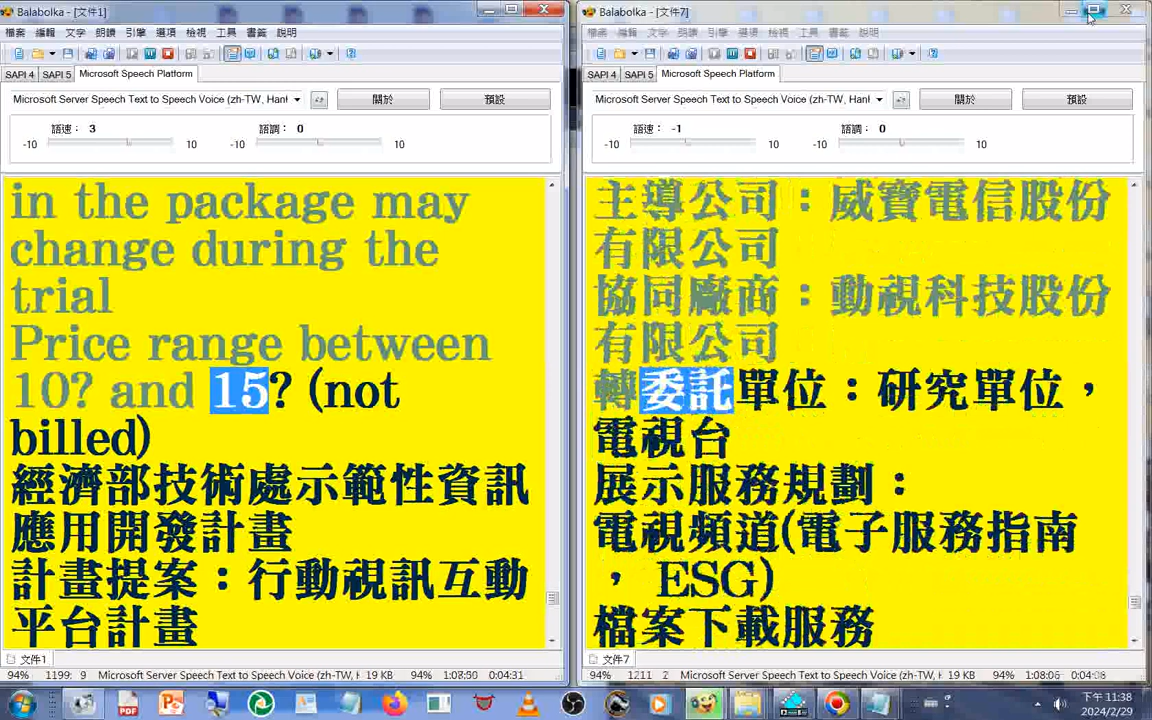 Balabolka - [文件1]
檔案 編輯 文字 朗讀 引擎 選項 檢視 工具 書籤 說明
SAPI 4 SAPI 5 Microsoft Speech Platform
Microsoft Server Speech Text to Speech Voice (zh-TW, Hanl
關於
預設
語速： 3
語調： 0
-10 10 -10 10
in the package may
change during the
trial
Price range between
10? and 15? (not
billed)
經濟部技術處示範性資訊
應用開發計畫
計畫提案：行動視訊互動
平台計畫
文件1
94% 1199: 9 Microsoft Server Speech Text to Speech Voice (zh-TW, H 19 KB 94% 1:08:50 0:04:31
Balabolka - [文件7]
檔案 編輯 文字 朗讀 引擎 選項 檢視 工具 書籤 說明
SAPI 4 SAPI 5 Microsoft Speech Platform
Microsoft Server Speech Text to Speech Voice (zh-TW, Hanl
關於
預設
語速： -1
語調： 0
-10 10 -10 10
主導公司：威寶電信股份
有限公司
協同廠商：動視科技股份
有限公司
轉委託單位：研究單位，
電視台
展示服務規劃：
電視頻道(電子服務指南
， ESG)
檔案下載服務
文件7
94% 1211 2 Microsoft Server Speech Text to Speech Voice (zh-TW, H 19 KB 94% 1:08:06 0:04:08
下午 11:38
2024/2/29